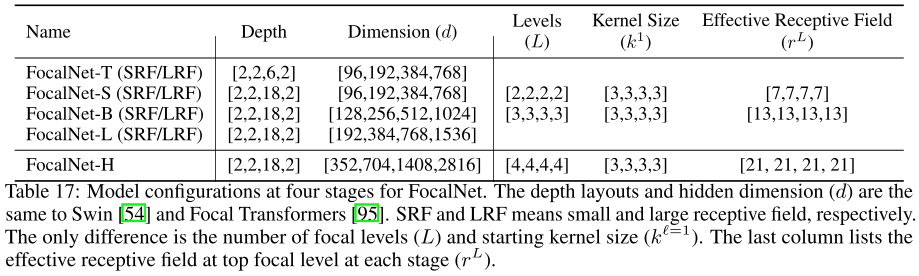 Name Depth Dimension (d) Levels (L) Kernel Size (k¹) Effective Receptive Field (r^L)
FocalNet-T (SRF/LRF) [2,2,6,2] [96,192,384,768]
FocalNet-S (SRF/LRF) [2,2,18,2] [96,192,384,768] [2,2,2,2] [3,3,3,3] [7,7,7,7]
FocalNet-B (SRF/LRF) [2,2,18,2] [128,256,512,1024] [3,3,3,3] [3,3,3,3] [13,13,13,13]
FocalNet-L (SRF/LRF) [2,2,18,2] [192,384,768,1536]
FocalNet-H [2,2,18,2] [352,704,1408,2816] [4,4,4,4] [3,3,3,3] [21, 21, 21, 21]
Table 17: Model configurations at four stages for FocalNet. The depth layouts and hidden dimension (d) are the
same to Swin [54] and Focal Transformers [95]. SRF and LRF means small and large receptive field, respectively.
The only difference is the number of focal levels (L) and starting kernel size (k^{ℓ=1}). The last column lists the
effective receptive field at top focal level at each stage (r^L).